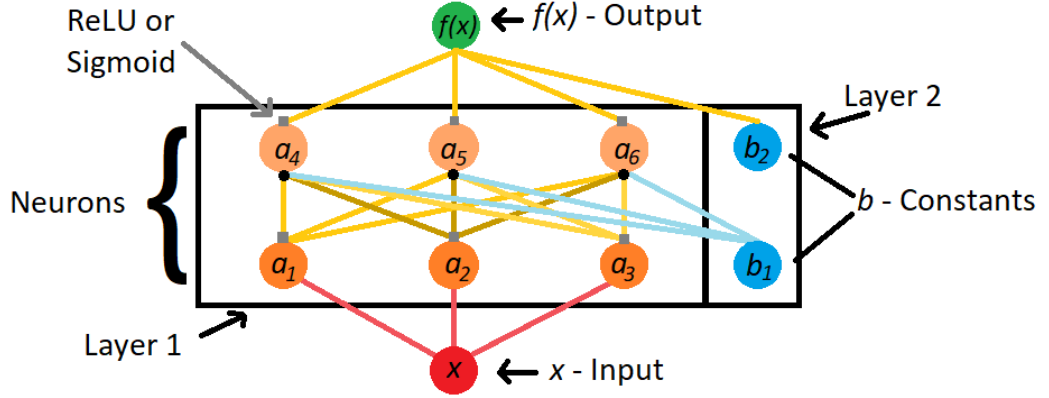 ReLU or
Sigmoid
f(x)
f(x) - Output
Layer 2
a4
a5
a6
b2
Neurons
b - Constants
a1
a2
a3
b1
Layer 1
x
x - Input